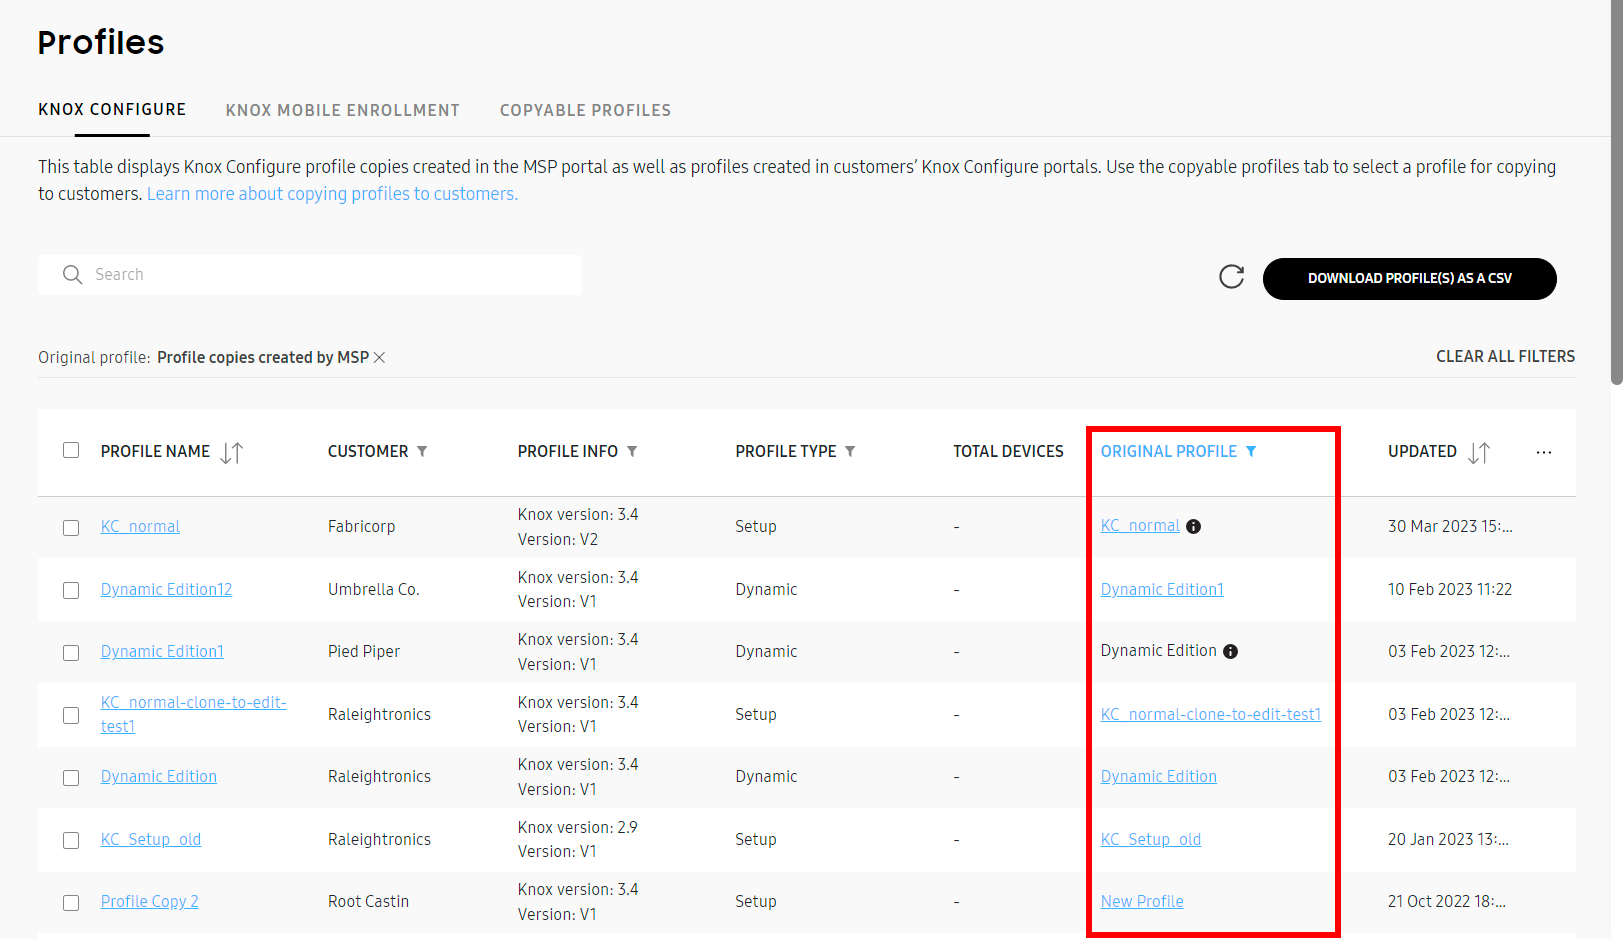 Profiles
KNOX CONFIGURE KNOX MOBILE ENROLLMENT COPYABLE PROFILES
This table displays Knox Configure profile copies created in the MSP portal as well as profiles created in customers’ Knox Configure portals. Use the copyable profiles tab to select a profile for copying
to customers. Learn more about copying profiles to customers.
Search
DOWNLOAD PROFILE(S) AS A CSV
Original profile: Profile copies created by MSP
CLEAR ALL FILTERS
PROFILE NAME CUSTOMER PROFILE INFO PROFILE TYPE TOTAL DEVICES ORIGINAL PROFILE UPDATED ...
KC_normal Fabricorp Knox version: 3.4 Setup - KC_normal 30 Mar 2023 15:...
Version: V2
Dynamic Edition12 Umbrella Co. Knox version: 3.4 Dynamic - Dynamic Edition1 10 Feb 2023 11:22
Version: V1
Dynamic Edition1 Pied Piper Knox version: 3.4 Dynamic - Dynamic Edition 03 Feb 2023 12:...
Version: V1
KC_normal-clone-to-edit- Raleightronics Knox version: 3.4 Setup - KC_normal-clone-to-edit-test1 03 Feb 2023 12:...
test1 Version: V1
Dynamic Edition Raleightronics Knox version: 3.4 Dynamic - Dynamic Edition 03 Feb 2023 12:...
Version: V1
KC_Setup_old Raleightronics Knox version: 2.9 Setup - KC_Setup_old 20 Jan 2023 13:...
Version: V1
Profile Copy 2 Root Castin Knox version: 3.4 Setup - New Profile 21 Oct 2022 18:...
Version: V1